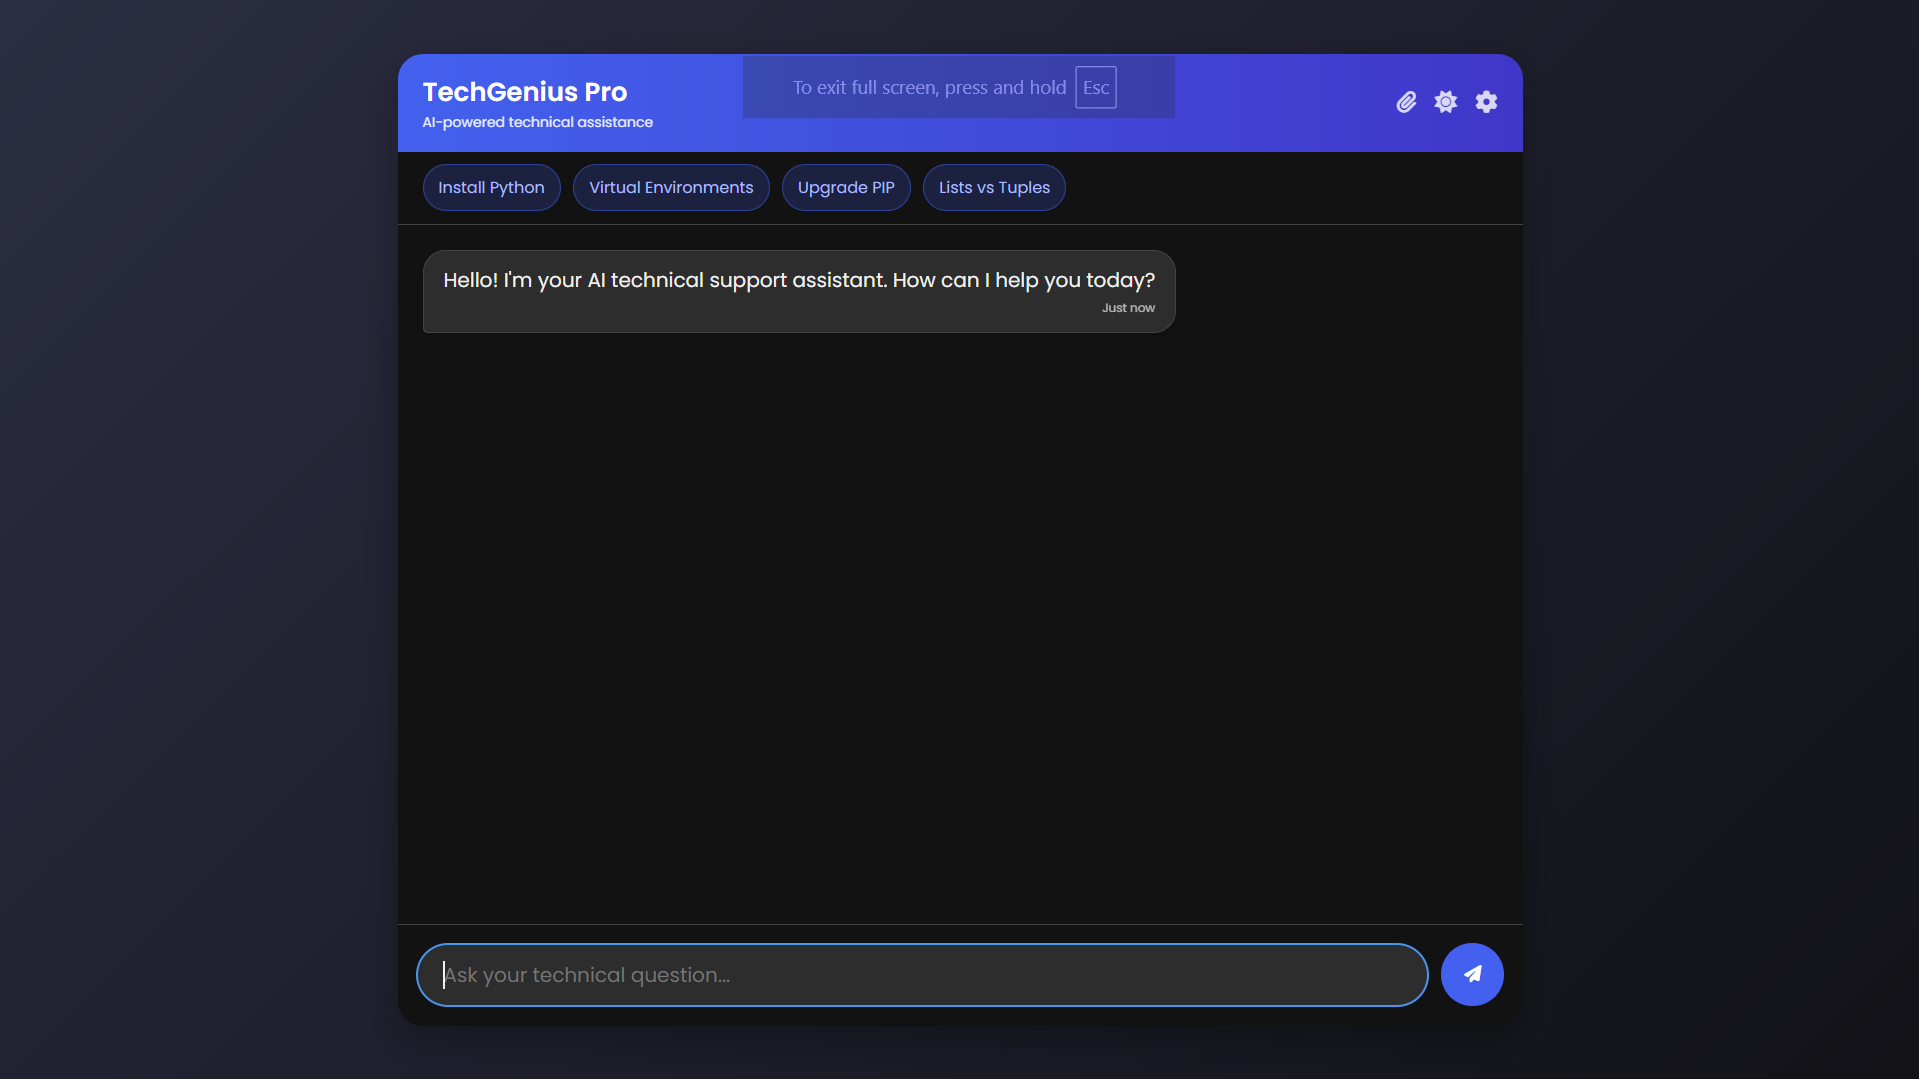 TechGenius Pro
AI-powered technical assistance
To exit full screen, press and hold Esc
Install Python
Virtual Environments
Upgrade PIP
Lists vs Tuples
Hello! I'm your AI technical support assistant. How can I help you today?
Just now
Ask your technical question...